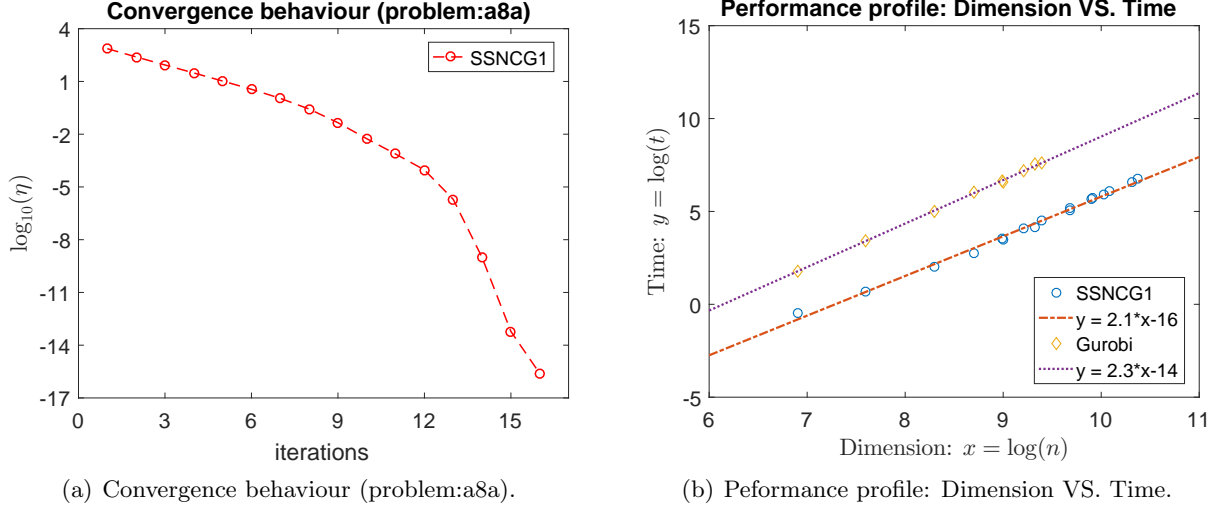 Convergence behaviour (problem:a8a)
4
1
-2
-5
-8
-11
-14
-17
0
3
6
9
12
15
log₁₀(η)
iterations
SSNCG1
(a) Convergence behaviour (problem:a8a).
Performance profile: Dimension VS. Time
15
10
5
0
-5
6
7
8
9
10
11
Time: y = log(t)
Dimension: x = log(n)
SSNCG1
y = 2.1*x-16
Gurobi
y = 2.3*x-14
(b) Peformance profile: Dimension VS. Time.